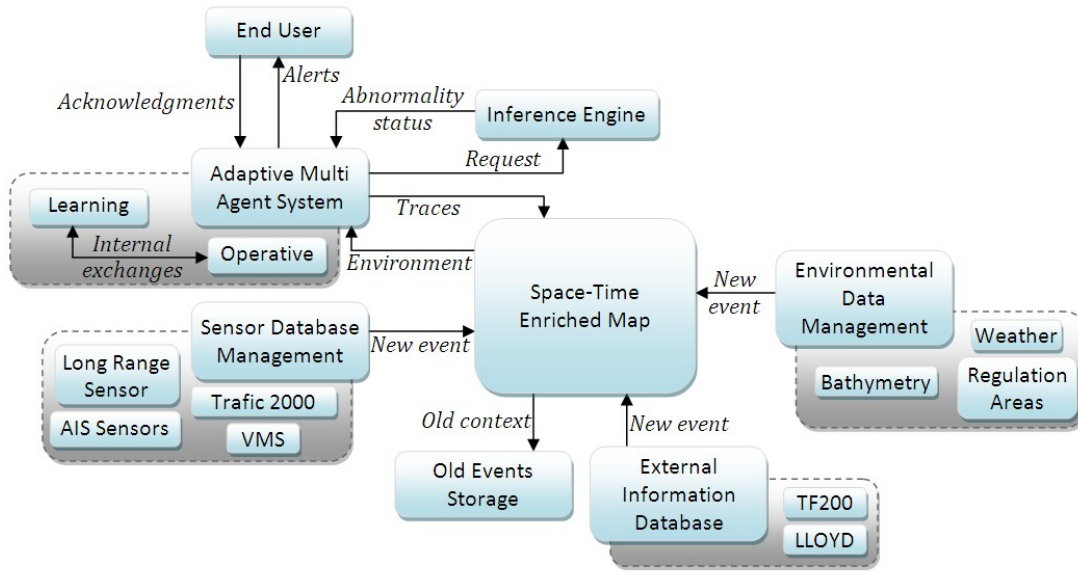 End User
Acknowledgments
Alerts
Abnormality
status
Inference Engine
Request
Adaptive Multi
Agent System
Learning
Internal
exchanges
Operative
Traces
Environment
Space-Time
Enriched Map
New
event
Environmental
Data
Management
Weather
Bathymetry
Regulation
Areas
Sensor Database
Management
New event
Long Range
Sensor
Trafic 2000
AIS Sensors
VMS
Old context
New event
Old Events
Storage
External
Information
Database
TF200
LLOYD